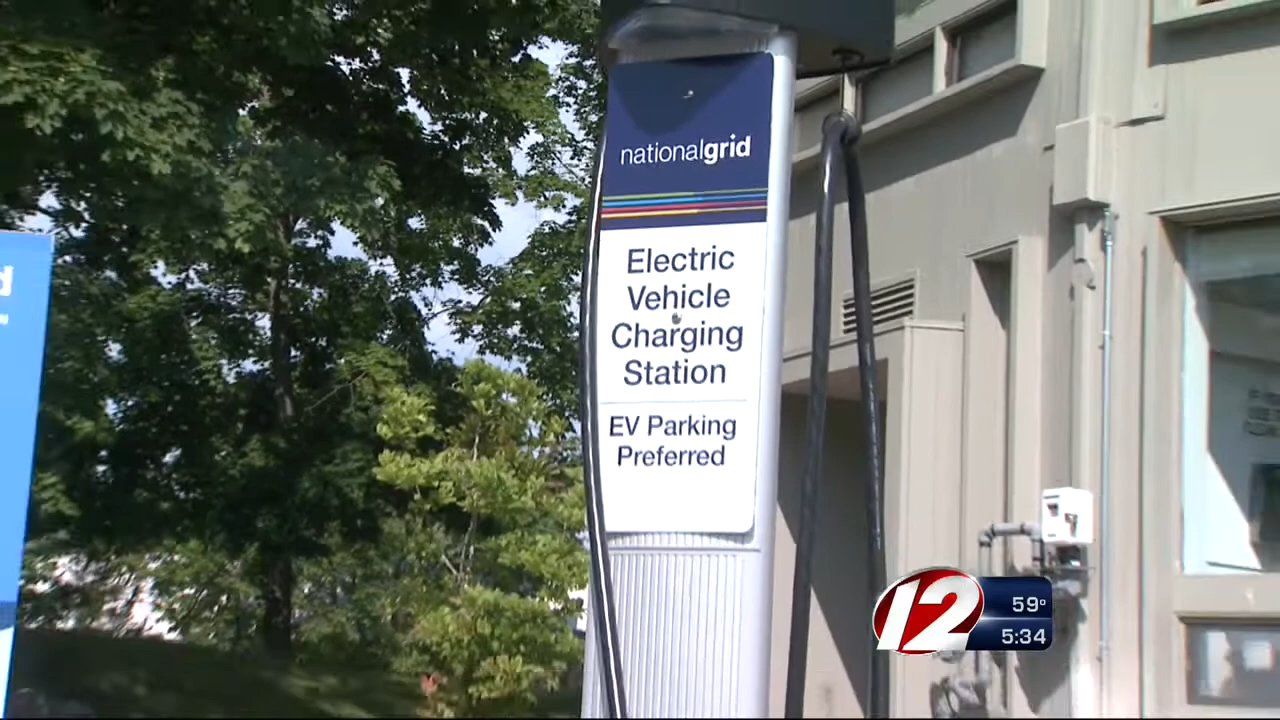 nationalgrid
Electric
Vehicle
Charging
Station
EV Parking
Preferred
d
12
59°
5:34